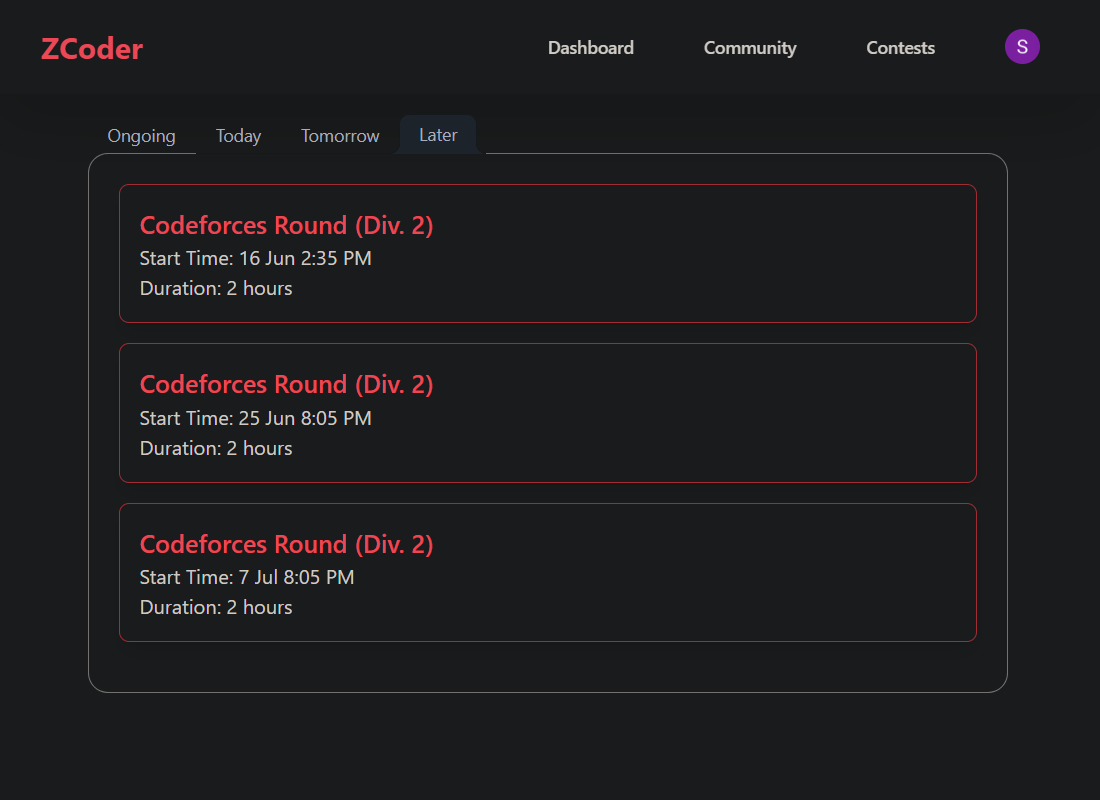 ZCoder
Dashboard
Community
Contests
S
Ongoing
Today
Tomorrow
Later
Codeforces Round (Div. 2)
Start Time: 16 Jun 2:35 PM
Duration: 2 hours
Codeforces Round (Div. 2)
Start Time: 25 Jun 8:05 PM
Duration: 2 hours
Codeforces Round (Div. 2)
Start Time: 7 Jul 8:05 PM
Duration: 2 hours